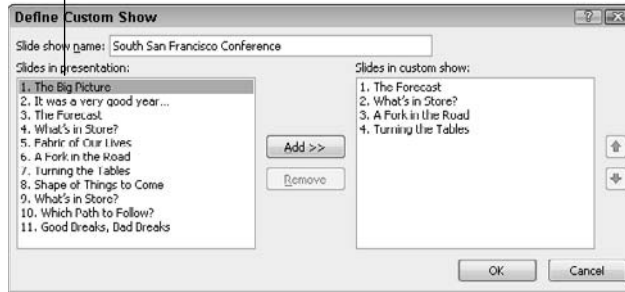 Define Custom Show
Slide show name: South San Francisco Conference
Slides in presentation:
1. The Big Picture
2. It was a very good year...
3. The Forecast
4. What's in Store?
5. Fabric of Our Lives
6. A Fork in the Road
7. Turning the Tables
8. Shape of Things to Come
9. What's in Store?
10. Which Path to Follow?
11. Good Breaks, Bad Breaks
Add >>
Remove
Slides in custom show:
1. The Forecast
2. What's in Store?
3. A Fork in the Road
4. Turning the Tables
OK
Cancel